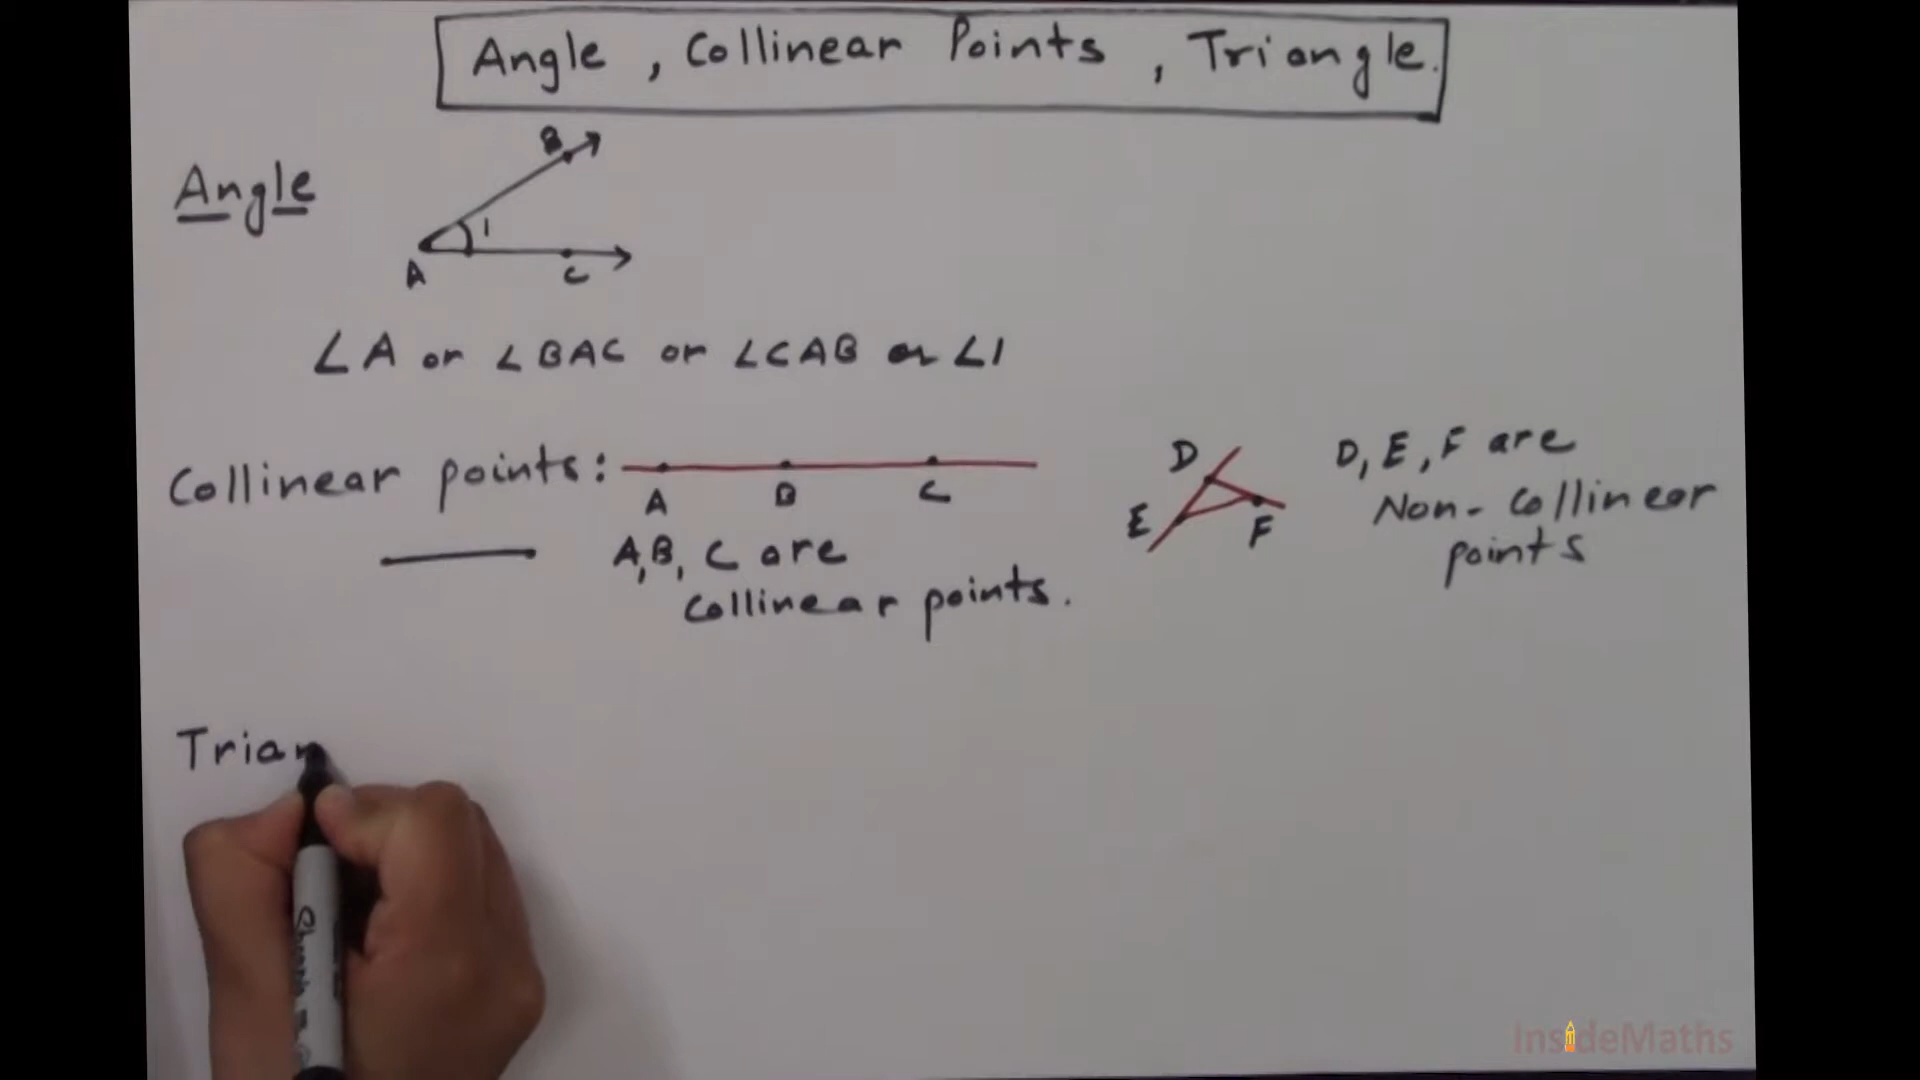 Angle, Collinear Points, Triangle.
Angle
B
1
A
C
∠A or ∠BAC or ∠CAB or ∠1
Collinear points:
A B C
D
E
F
D, E, F are
Non-collinear
points
A, B, C are
collinear points.
Trian
InsideMaths